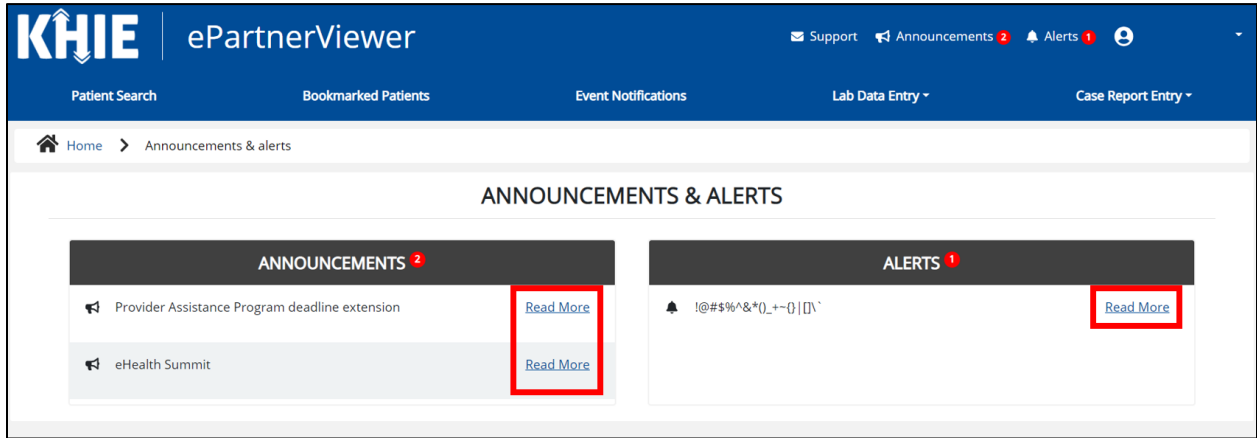 KHIE ePartnerViewer
Support Announcements 2 Alerts 1
Patient Search Bookmarked Patients Event Notifications Lab Data Entry Case Report Entry
Home Announcements & alerts
ANNOUNCEMENTS & ALERTS
ANNOUNCEMENTS 2
Provider Assistance Program deadline extension Read More
eHealth Summit Read More
ALERTS 1
!@#$%^&*()_+~{}|[]\` Read More